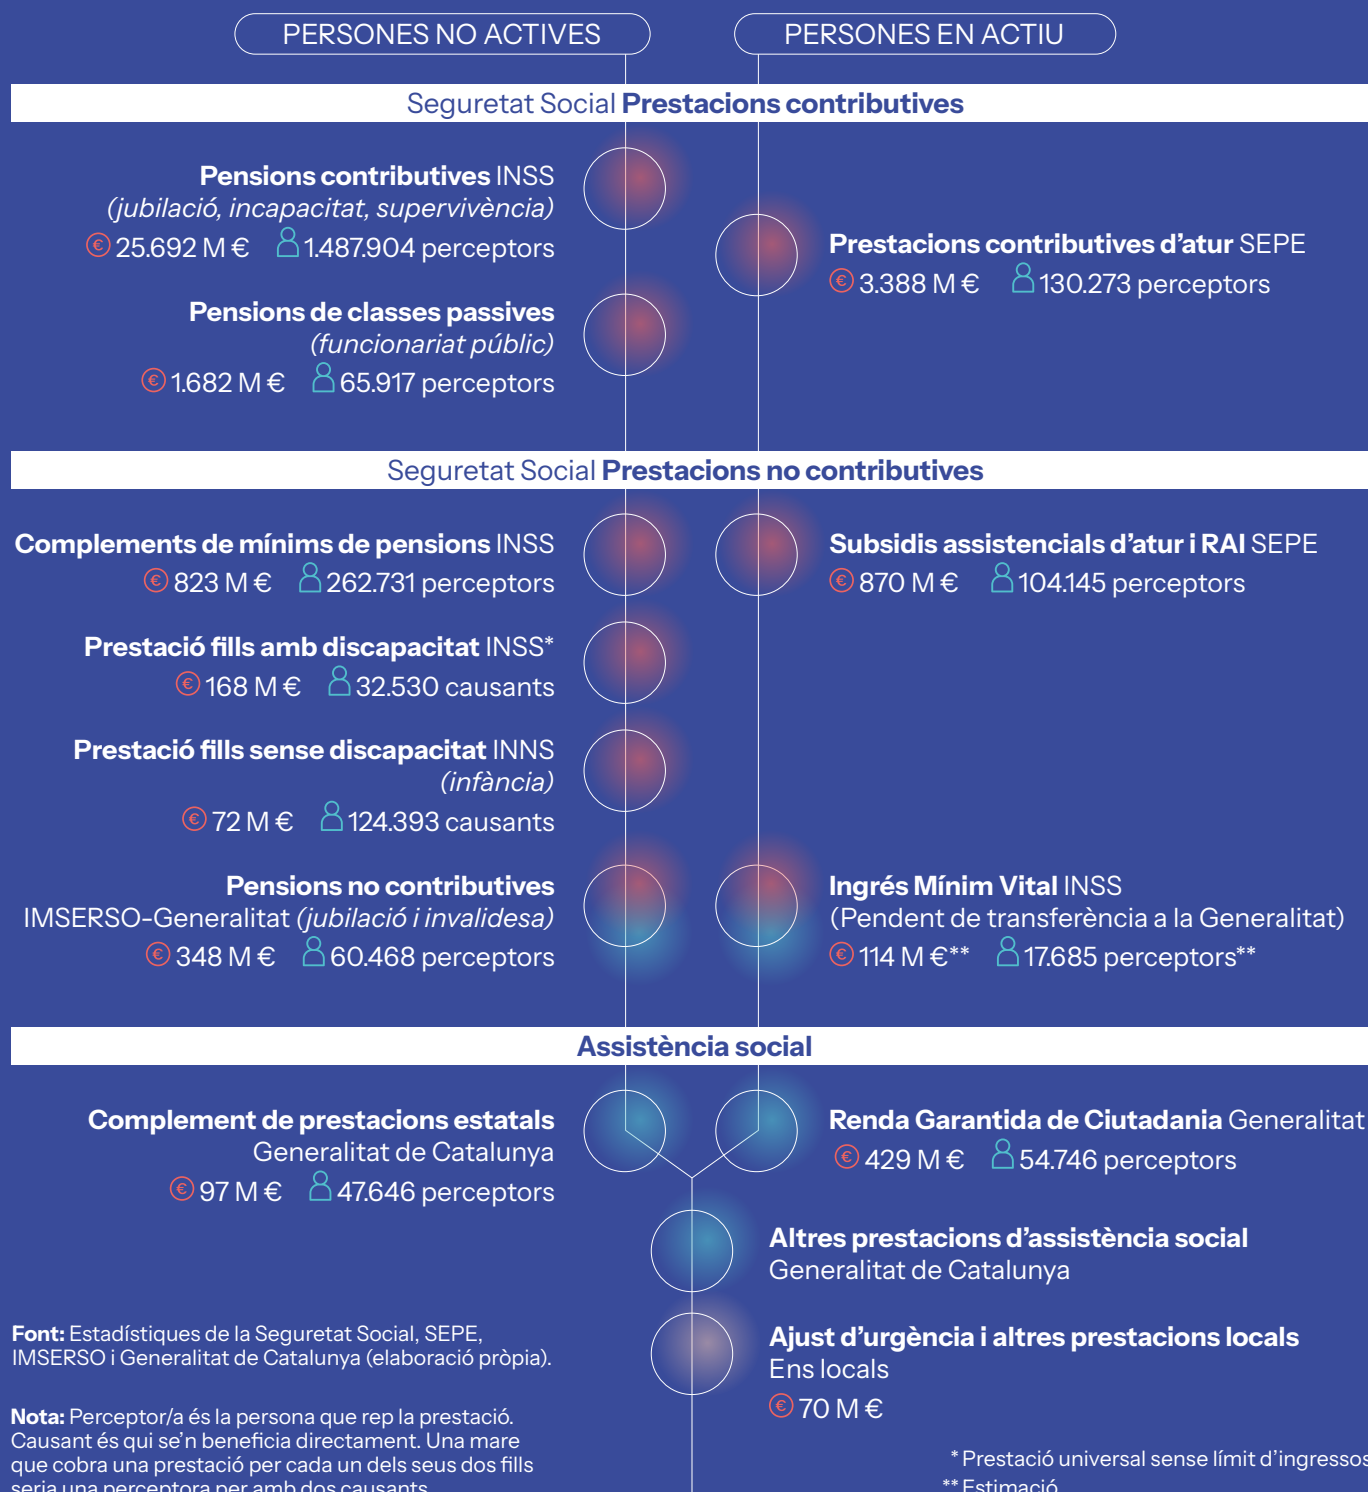 PERSONES NO ACTIVES
PERSONES EN ACTIU
Seguretat Social Prestacions contributives
Pensions contributives INSS
(jubilació, incapacitat, supervivència)
€ 25.692 M € 1.487.904 perceptors
Prestacions contributives d’atur SEPE
€ 3.388 M € 130.273 perceptors
Pensions de classes passives
(funcionariat públic)
€ 1.682 M € 65.917 perceptors
Seguretat Social Prestacions no contributives
Complements de mínims de pensions INSS
€ 823 M € 262.731 perceptors
Subsidis assistencials d’atur i RAI SEPE
€ 870 M € 104.145 perceptors
Prestació fills amb discapacitat INSS*
€ 168 M € 32.530 causants
Prestació fills sense discapacitat INNS
(infància)
€ 72 M € 124.393 causants
Pensions no contributives
IMSERSO-Generalitat (jubilació i invalidesa)
€ 348 M € 60.468 perceptors
Ingrés Mínim Vital INSS
(Pendent de transferència a la Generalitat)
€ 114 M €** 17.685 perceptors**
Assistència social
Complement de prestacions estatals
Generalitat de Catalunya
€ 97 M € 47.646 perceptors
Renda Garantida de Ciutadania Generalitat
€ 429 M € 54.746 perceptors
Altres prestacions d’assistència social
Generalitat de Catalunya
Ajust d’urgència i altres prestacions locals
Ens locals
€ 70 M €
Font: Estadístiques de la Seguretat Social, SEPE,
IMSERSO i Generalitat de Catalunya (elaboració pròpia).
Nota: Perceptor/a és la persona que rep la prestació.
Causant és qui se’n beneficia directament. Una mare
que cobra una prestació per cada un dels seus dos fills
seria una perceptora per amb dos causants
* Prestació universal sense límit d’ingressos
** Estimació